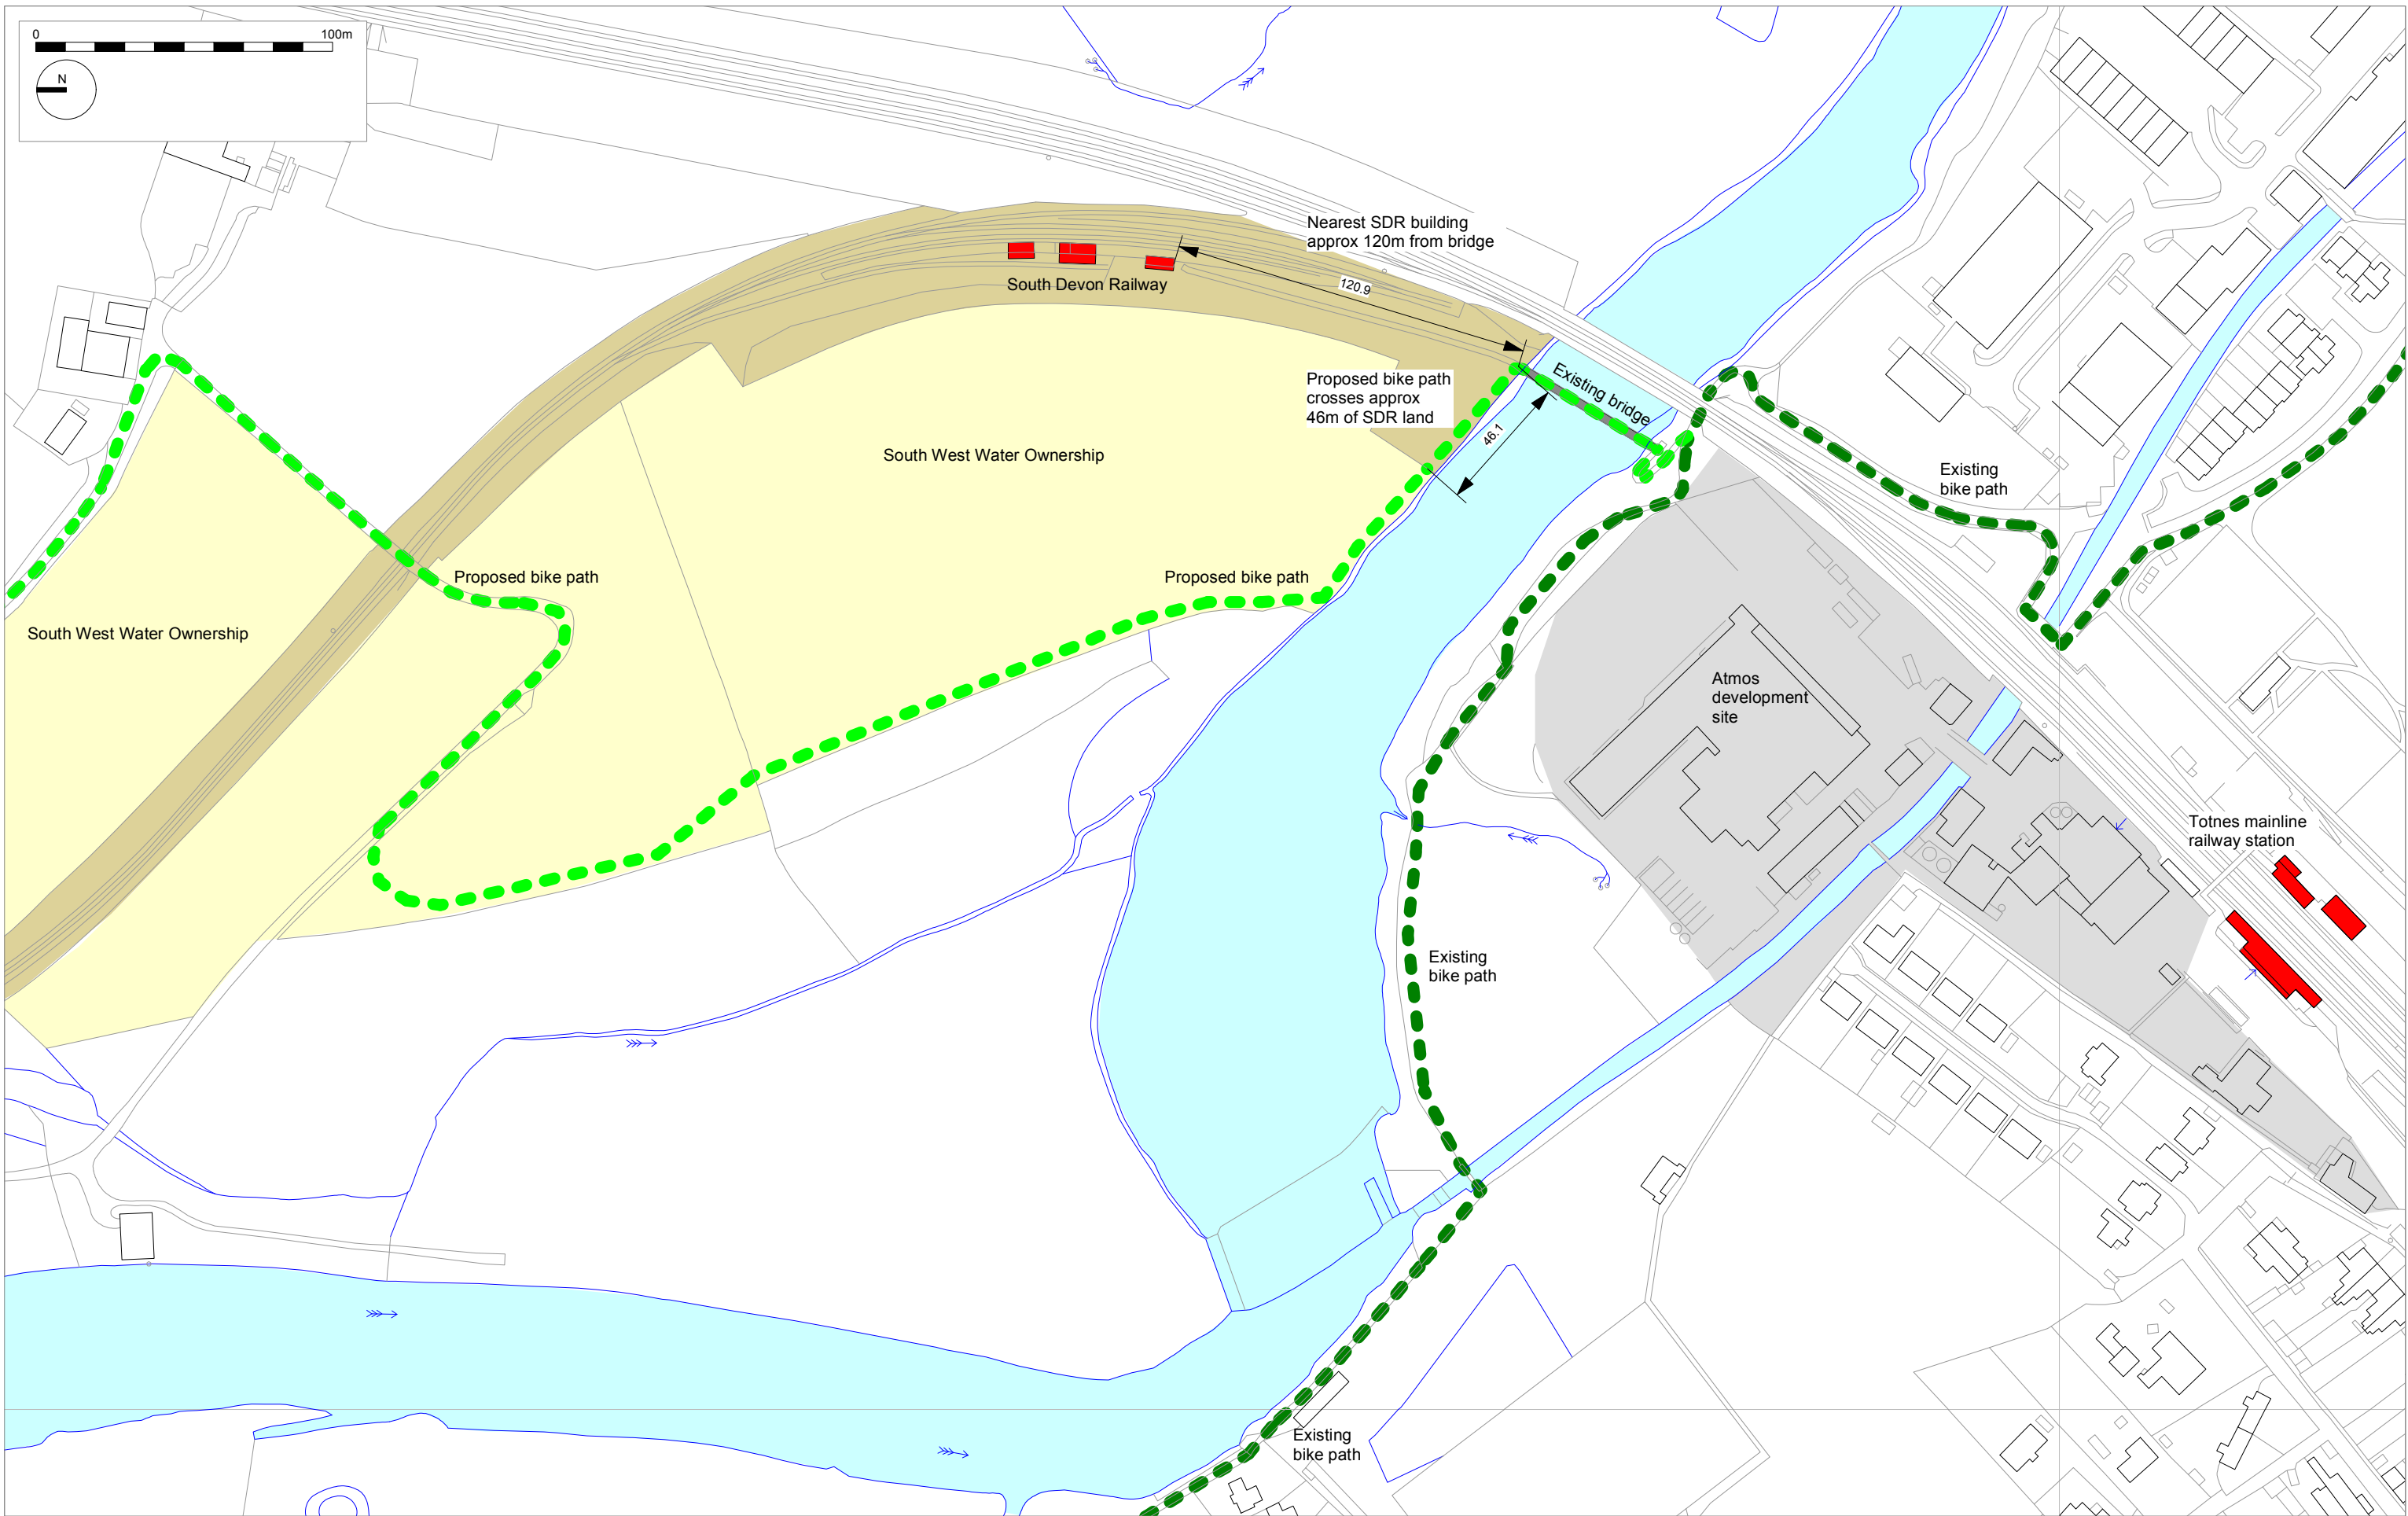 0 100m
N
Nearest SDR building
approx 120m from bridge
South Devon Railway
120.9
Proposed bike path
crosses approx
46m of SDR land
Existing bridge
46.1
South West Water Ownership
Existing
bike path
Proposed bike path
Proposed bike path
South West Water Ownership
Atmos
development
site
Totnes mainline
railway station
Existing
bike path
Existing
bike path